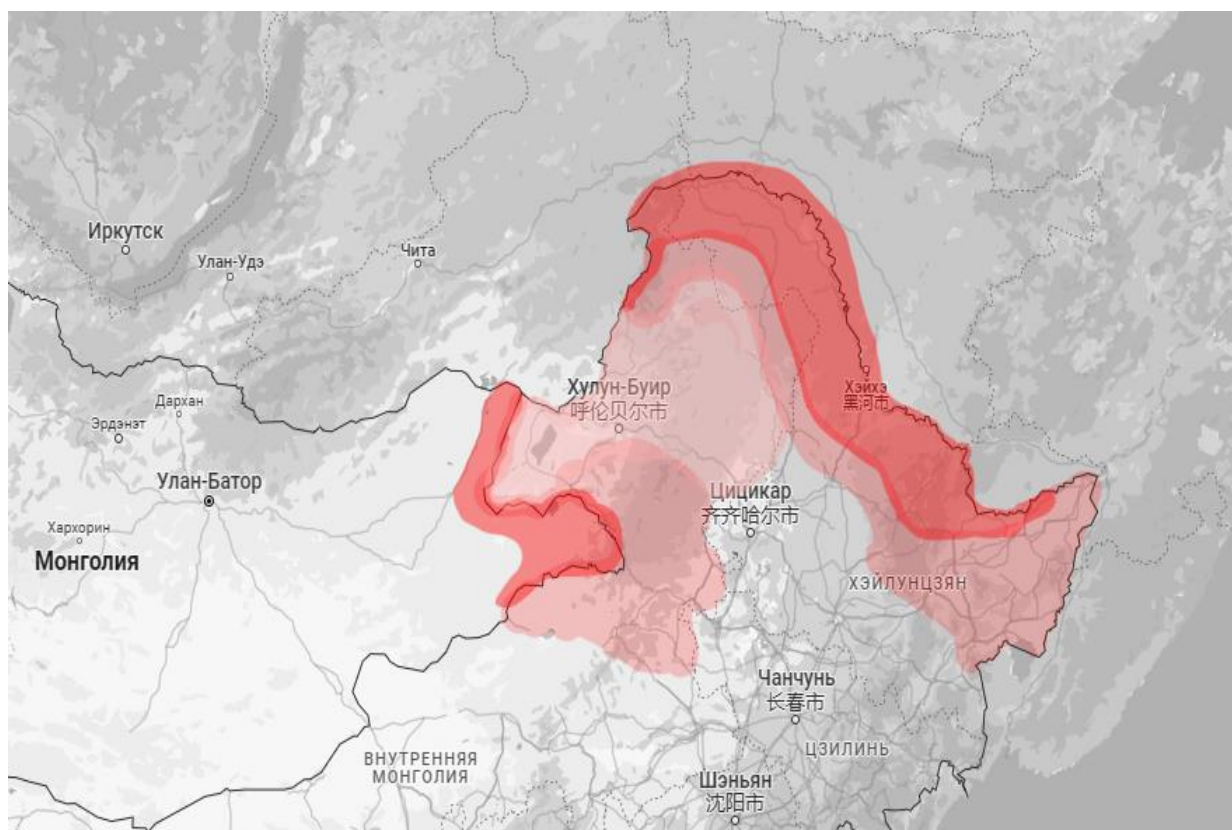 Иркутск
Улан-Удэ
Чита
Хулун-Буир
呼伦贝尔市
Хэйхэ
黑河市
Дархан
Эрдэнэт
Улан-Батор
Хархорин
Монголия
Цицикар
齐齐哈尔市
ХЭЙЛУНЦЗЯН
Чанчунь
长春市
ВНУТРЕННЯЯ
МОНГОЛИЯ
ЦЗИЛИНЬ
Шэньян
沈阳市